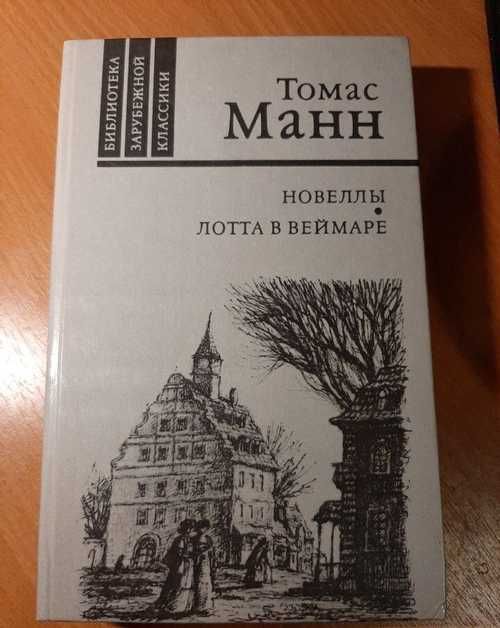 БИБЛИОТЕКА
ЗАРУБЕЖНОЙ
КЛАССИКИ
Томас
Манн
НОВЕЛЛЫ
•
ЛОТТА В ВЕЙМАРЕ